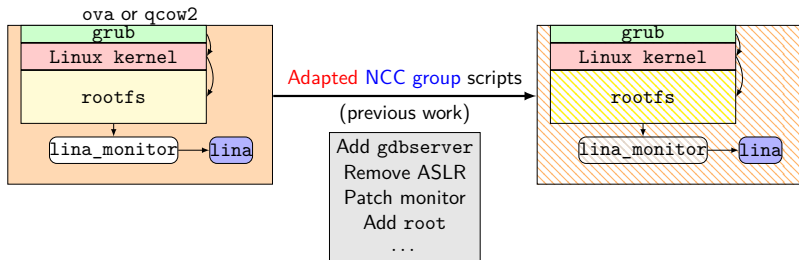 ova or qcow2
grub
Linux kernel
rootfs
lina_monitor
lina
Adapted NCC group scripts
(previous work)
Add gdbserver
Remove ASLR
Patch monitor
Add root
...
grub
Linux kernel
rootfs
lina_monitor
lina